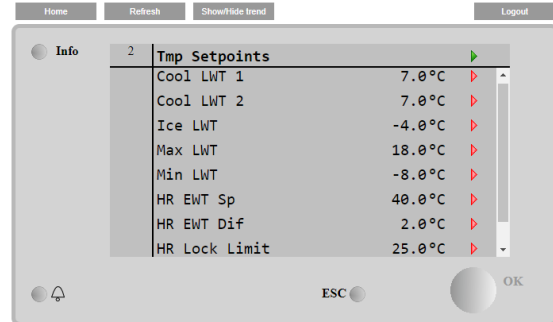 Home Refresh Show/Hide trend Logout
Info 2 Tmp Setpoints
Cool LWT 1 7.0°C
Cool LWT 2 7.0°C
Ice LWT -4.0°C
Max LWT 18.0°C
Min LWT -8.0°C
HR EWT Sp 40.0°C
HR EWT Dif 2.0°C
HR Lock Limit 25.0°C
ESC OK